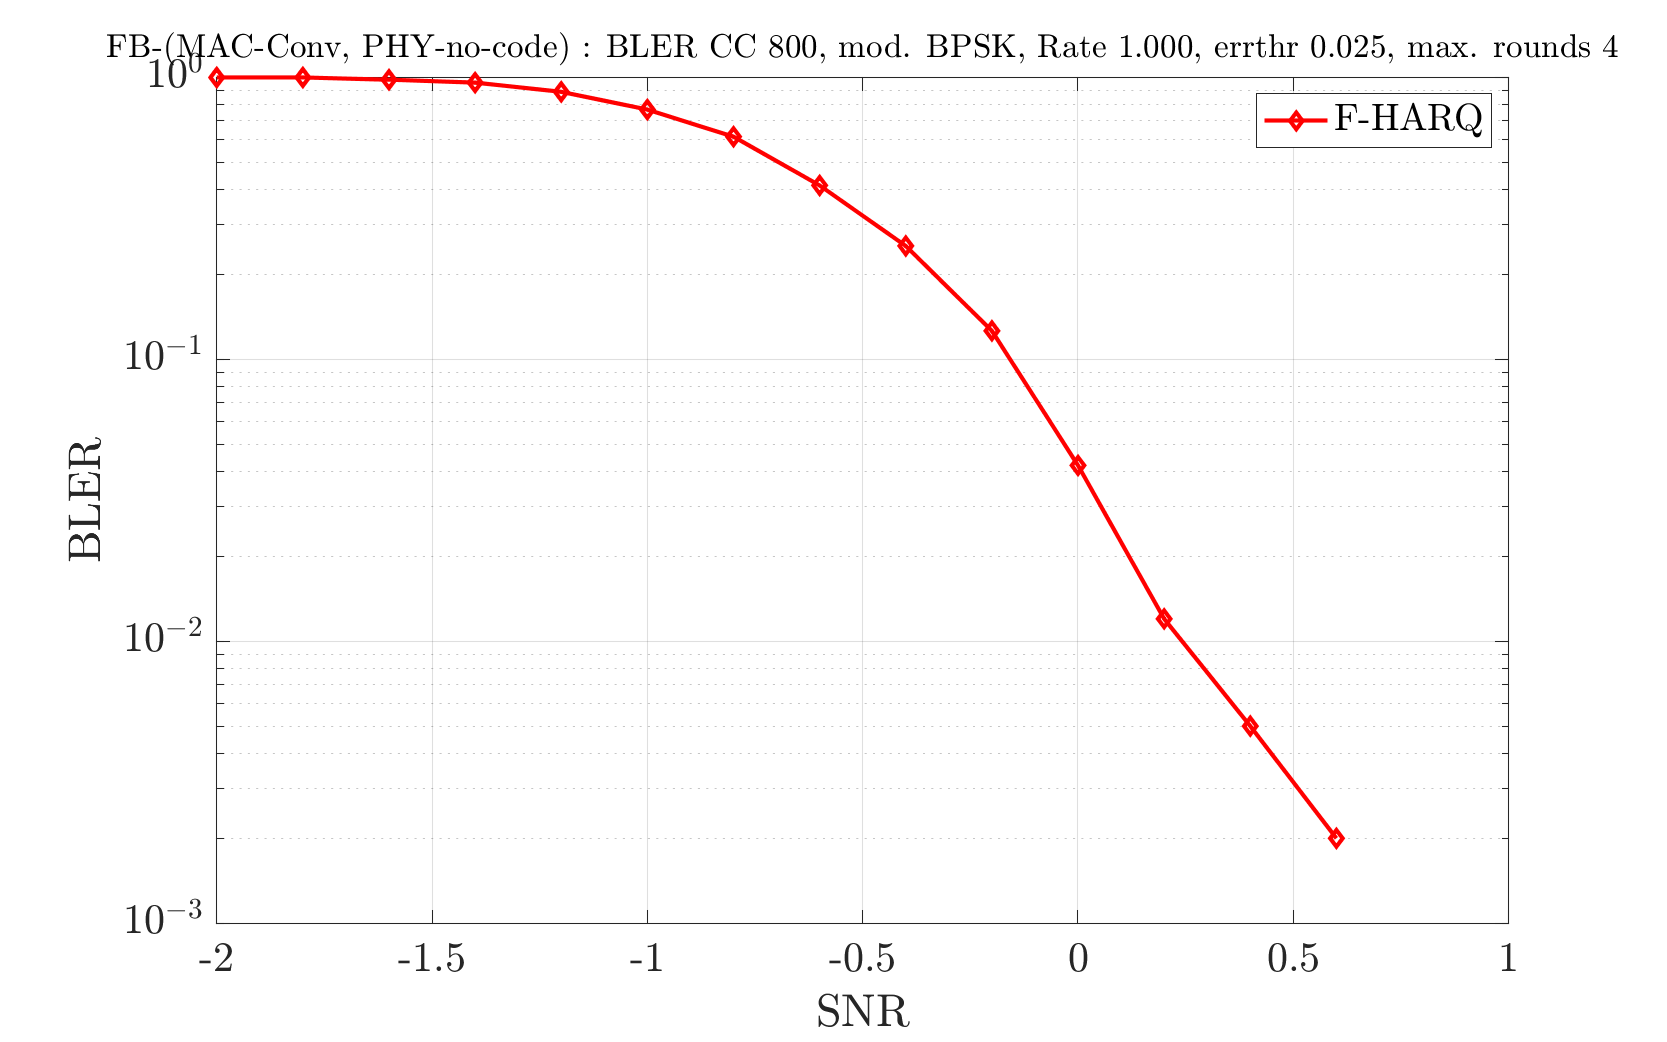 FB-(MAC-Conv, PHY-no-code) : BLER CC 800, mod. BPSK, Rate 1.000, errthr 0.025, max. rounds 4
10^0
F-HARQ
10^{-1}
BLER
10^{-2}
10^{-3}
-2 -1.5 -1 -0.5 0 0.5 1
SNR